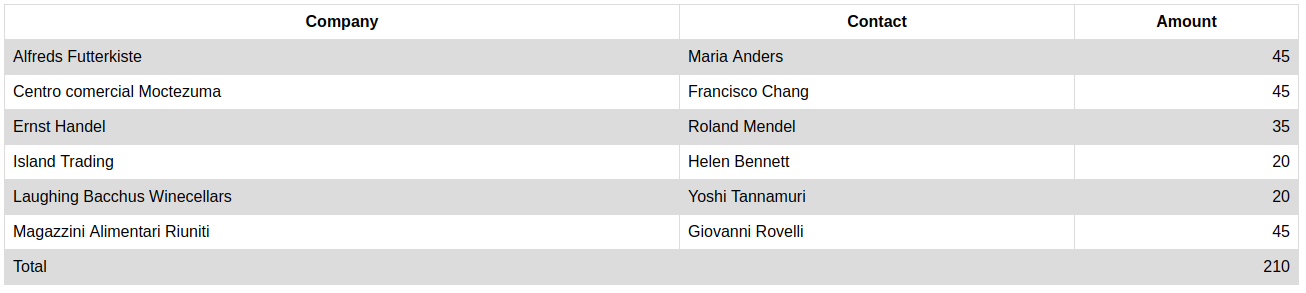 Company Contact Amount
Alfreds Futterkiste Maria Anders 45
Centro comercial Moctezuma Francisco Chang 45
Ernst Handel Roland Mendel 35
Island Trading Helen Bennett 20
Laughing Bacchus Winecellars Yoshi Tannamuri 20
Magazzini Alimentari Riuniti Giovanni Rovelli 45
Total 210